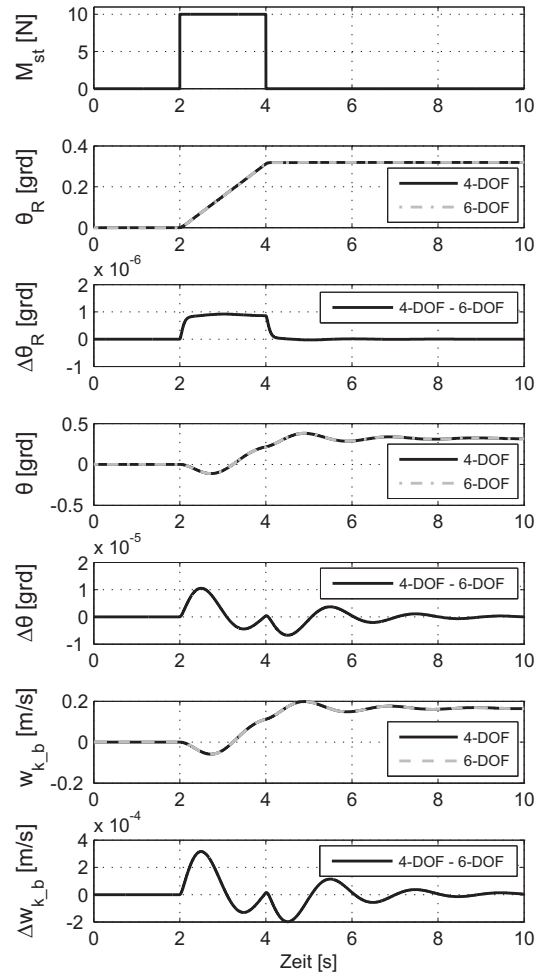 M_st [N]
10
5
0
0 2 4 6 8 10
θ_R [grd]
0.4
0.2
0
4-DOF
6-DOF
0 2 4 6 8 10
x 10^-6
Δθ_R [grd]
2
1
0
-1
4-DOF - 6-DOF
0 2 4 6 8 10
θ [grd]
0.5
0
-0.5
4-DOF
6-DOF
0 2 4 6 8 10
x 10^-5
Δθ [grd]
2
1
0
-1
4-DOF - 6-DOF
0 2 4 6 8 10
w_k_b [m/s]
0.2
0
-0.2
4-DOF
6-DOF
0 2 4 6 8 10
x 10^-4
Δw_k_b [m/s]
4
2
0
-2
4-DOF - 6-DOF
0 2 4 6 8 10
Zeit [s]